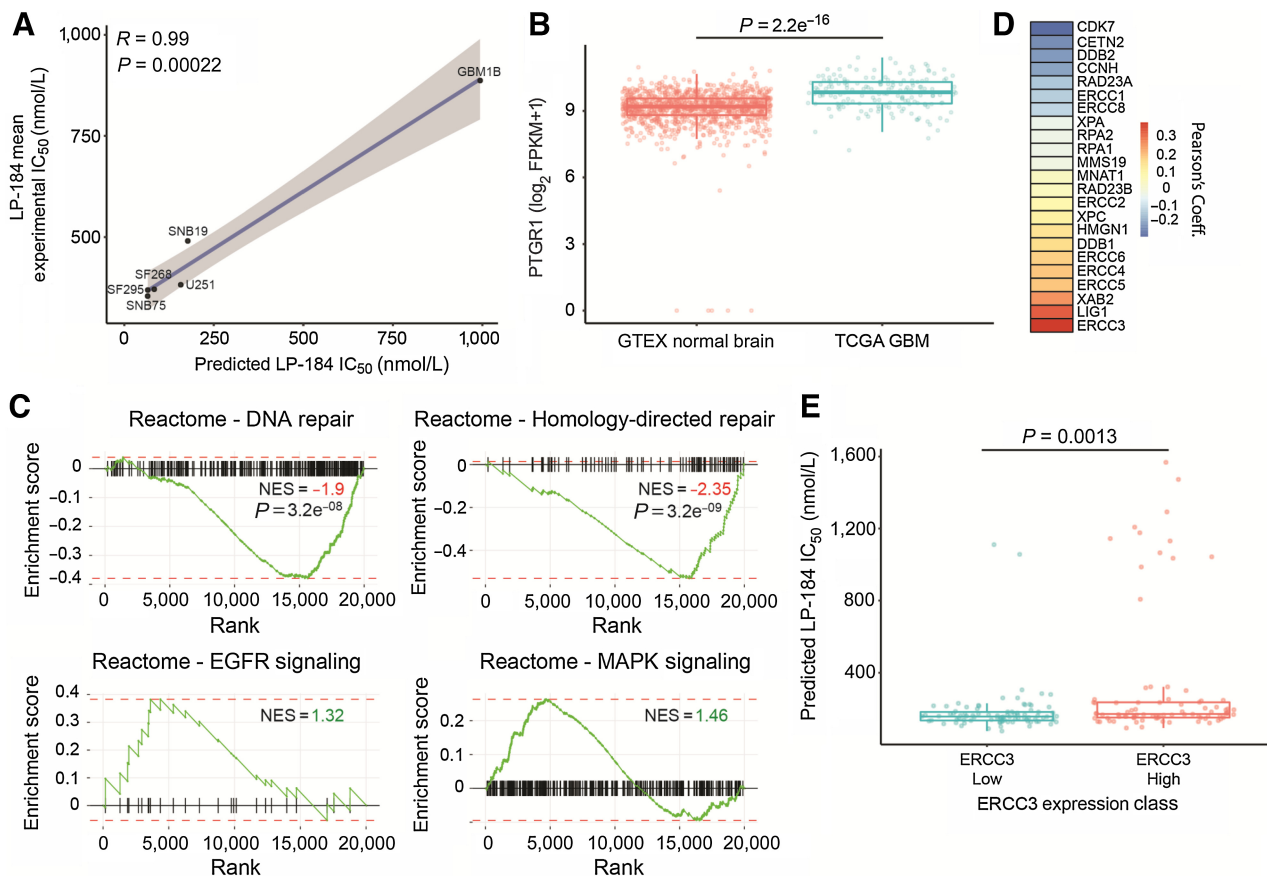 A
1,000
750
500
R = 0.99
P = 0.00022
GBM1B
SNB19
SF268
SF295
U251
SNB75
0
250
500
750
1,000
LP-184 mean
experimental IC50 (nmol/L)
Predicted LP-184 IC50 (nmol/L)
B
P = 2.2e−16
9
6
3
0
PTGR1 (log2 FPKM+1)
GTEX normal brain
TCGA GBM
D
CDK7
CETN2
DDB2
CCNH
RAD23A
ERCC1
ERCC8
XPA
RPA2
RPA1
MMS19
MNAT1
RAD23B
ERCC2
XPC
HMGN1
DDB1
ERCC6
ERCC4
ERCC5
XAB2
LIG1
ERCC3
0.3
0.2
0.1
0
−0.1
−0.2
Pearson's Coeff.
C
Reactome - DNA repair
0
−0.1
−0.2
−0.3
−0.4
NES = −1.9
P = 3.2e−08
0
5,000
10,000
15,000
20,000
Enrichment score
Rank
Reactome - Homology-directed repair
0
−0.2
−0.4
NES = −2.35
P = 3.2e−09
0
5,000
10,000
15,000
20,000
Enrichment score
Rank
Reactome - EGFR signaling
0.4
0.3
0.2
0.1
0
NES = 1.32
0
5,000
10,000
15,000
20,000
Enrichment score
Rank
Reactome - MAPK signaling
0.2
0.1
0
NES = 1.46
0
5,000
10,000
15,000
20,000
Enrichment score
Rank
E
P = 0.0013
1,600
1,200
800
400
Predicted LP-184 IC50 (nmol/L)
ERCC3
Low
ERCC3
High
ERCC3 expression class